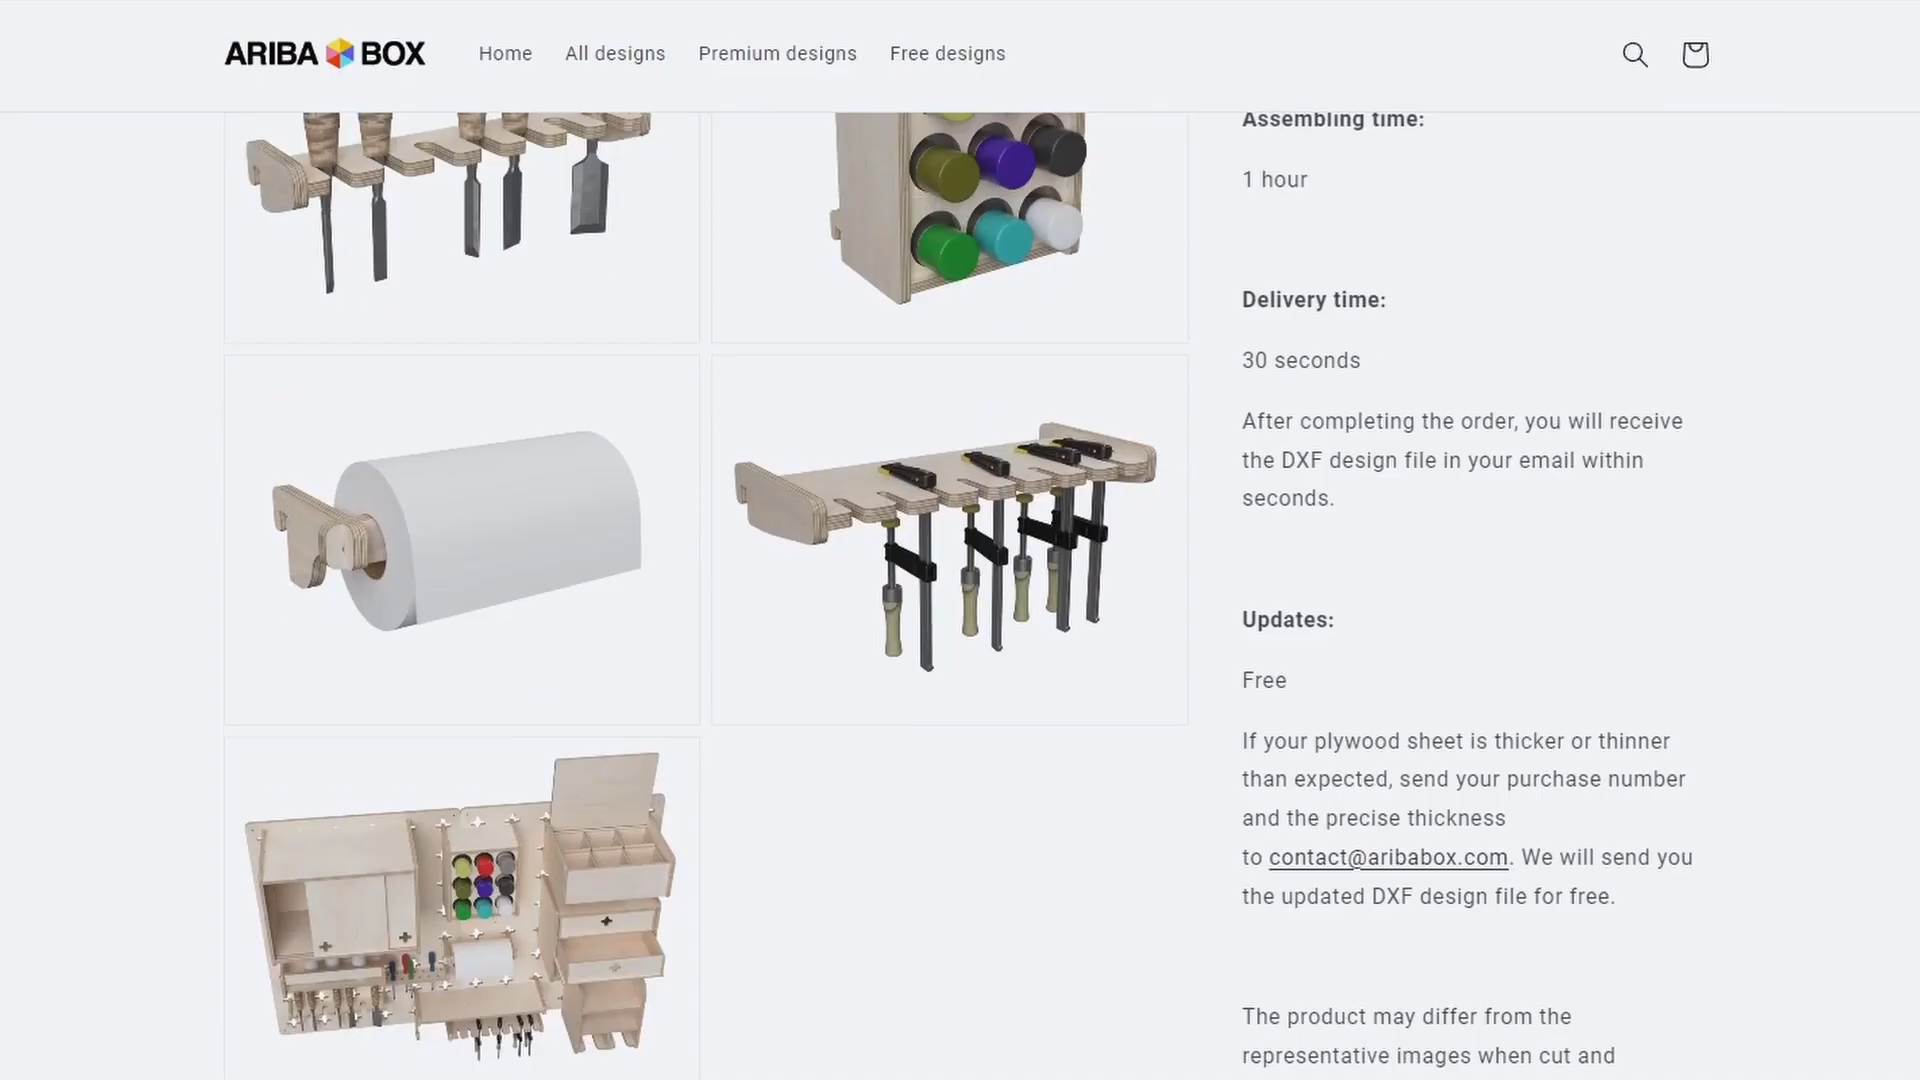 ARIBA BOX
Home
All designs
Premium designs
Free designs
Assembling time:
1 hour
Delivery time:
30 seconds
After completing the order, you will receive
the DXF design file in your email within
seconds.
Updates:
Free
If your plywood sheet is thicker or thinner
than expected, send your purchase number
and the precise thickness
to contact@aribabox.com. We will send you
the updated DXF design file for free.
The product may differ from the
representative images when cut and